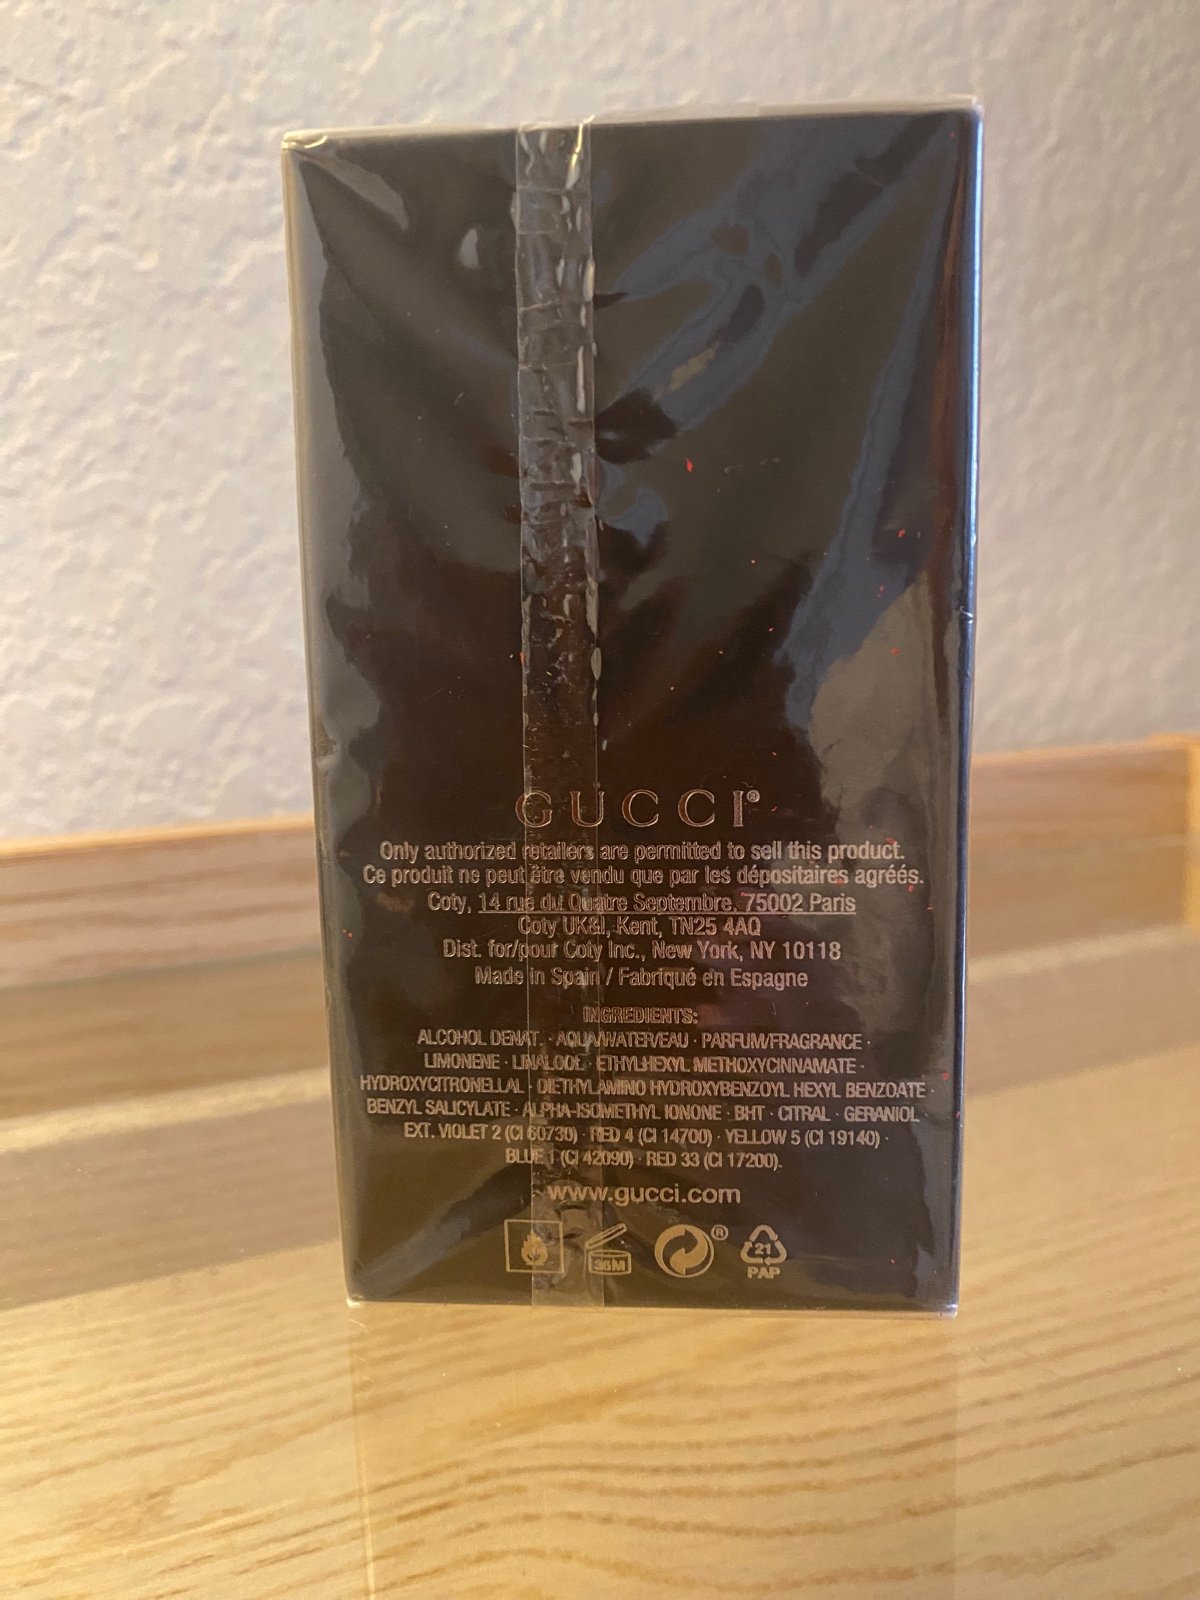 GUCCI®
Only authorized retailers are permitted to sell this product.
Ce produit ne peut être vendu que par les dépositaires agréés.
Coty, 14 rue du Quatre Septembre, 75002 Paris
Coty UK&I, Kent, TN25 4AQ
Dist. for/pour Coty Inc., New York, NY 10118
Made in Spain / Fabriqué en Espagne
INGREDIENTS:
ALCOHOL DENAT. · AQUA/WATER/EAU · PARFUM/FRAGRANCE ·
LIMONENE · LINALOOL · ETHYLHEXYL METHOXYCINNAMATE ·
HYDROXYCITRONELLAL · DIETHYLAMINO HYDROXYBENZOYL HEXYL BENZOATE ·
BENZYL SALICYLATE · ALPHA-ISOMETHYL IONONE · BHT · CITRAL · GERANIOL
EXT. VIOLET 2 (CI 60730) · RED 4 (CI 14700) · YELLOW 5 (CI 19140) ·
BLUE 1 (CI 42090) · RED 33 (CI 17200).
www.gucci.com
36M ® 21
PAP